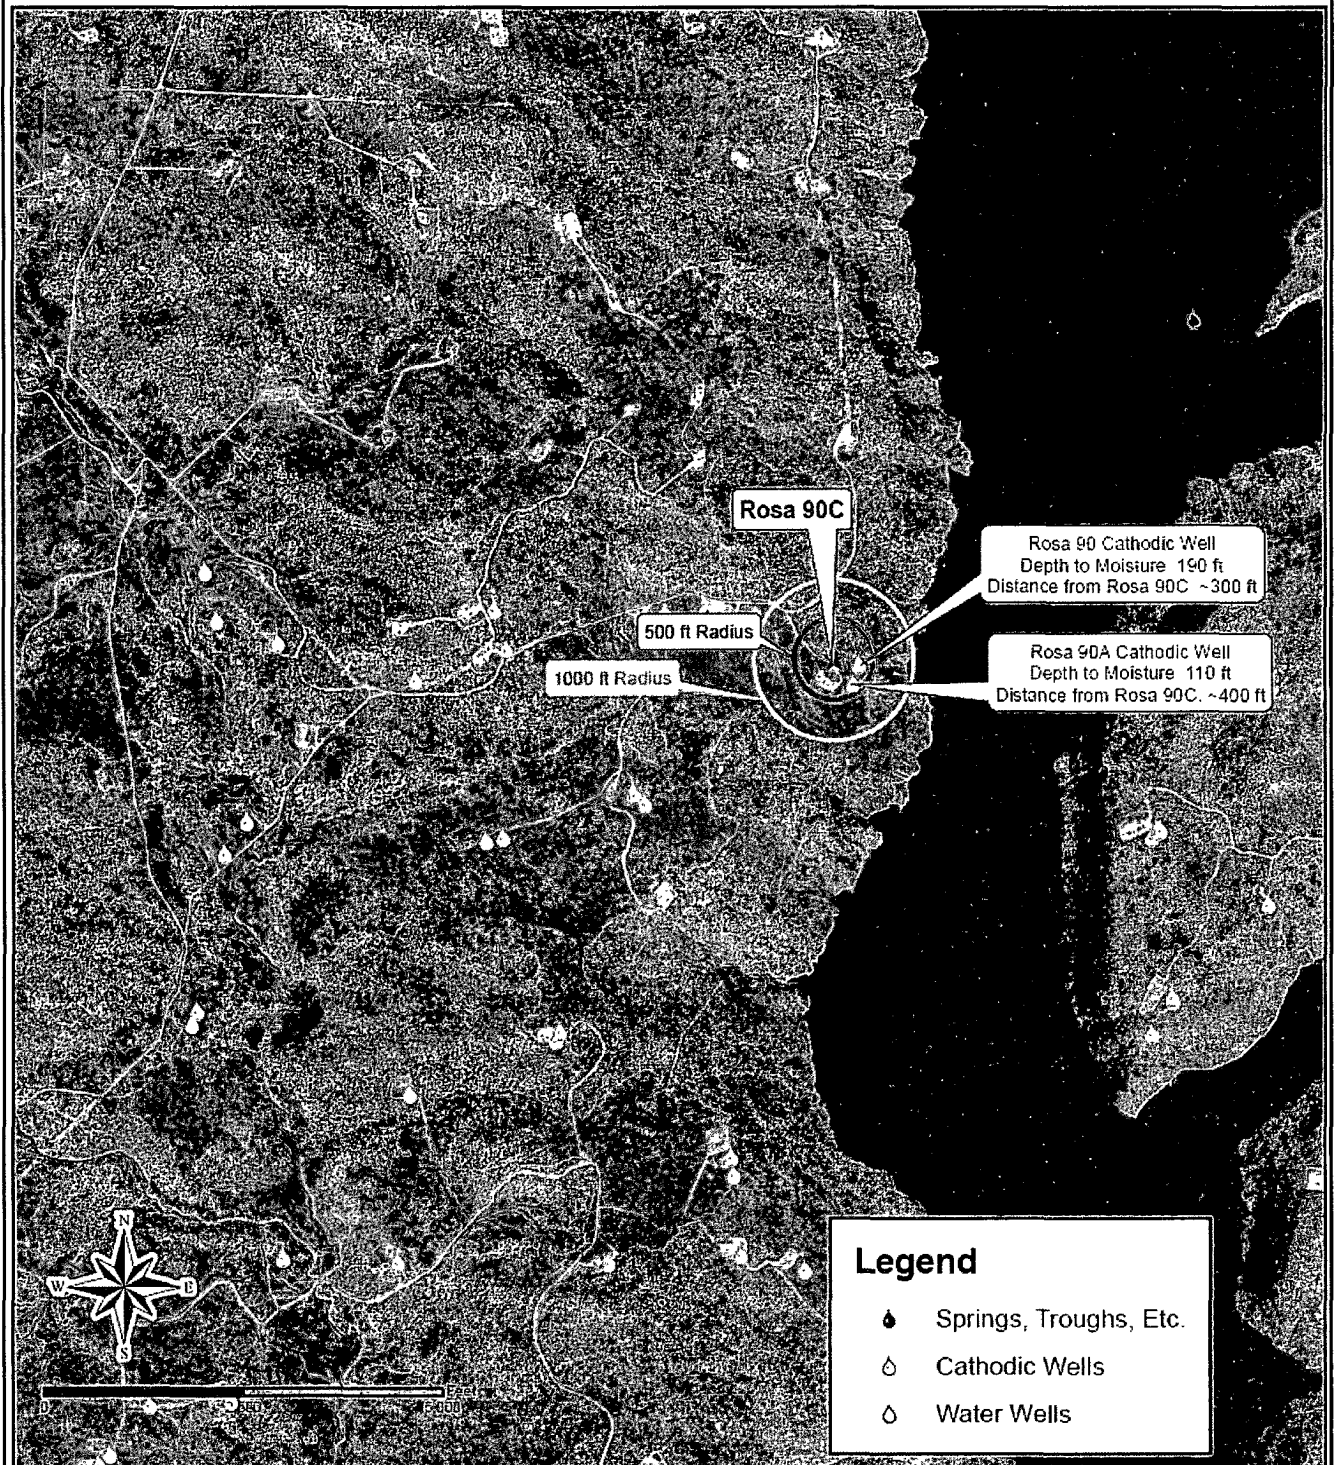 Rosa 90C
Rosa 90 Cathodic Well
Depth to Moisture 190 ft
Distance from Rosa 90C ~300 ft
500 ft Radius
Rosa 90A Cathodic Well
Depth to Moisture 110 ft
Distance from Rosa 90C. ~400 ft
1000 ft Radius
N
W
E
S
Feet
0
Legend
Springs, Troughs, Etc.
Cathodic Wells
Water Wells